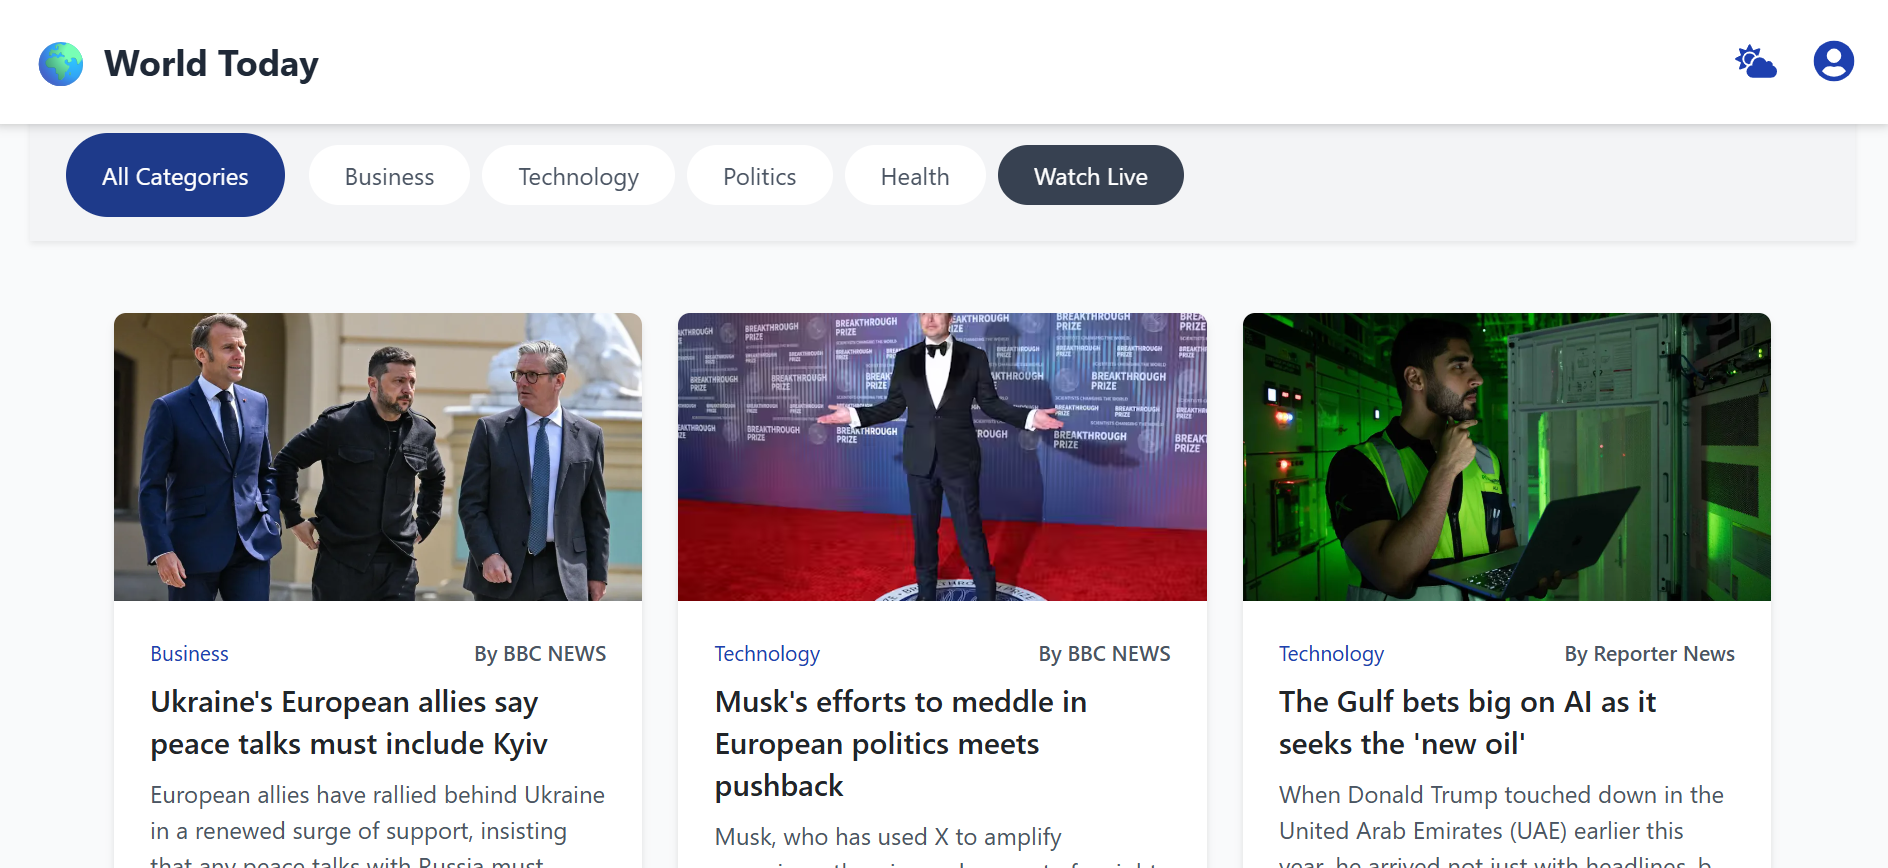 World Today
All Categories
Business
Technology
Politics
Health
Watch Live
BREAKTHROUGH
PRIZE
Business
By BBC NEWS
Ukraine's European allies say
peace talks must include Kyiv
European allies have rallied behind Ukraine
in a renewed surge of support, insisting
that any peace talks with Russia must
Technology
By BBC NEWS
Musk's efforts to meddle in
European politics meets
pushback
Musk, who has used X to amplify
Technology
By Reporter News
The Gulf bets big on AI as it
seeks the 'new oil'
When Donald Trump touched down in the
United Arab Emirates (UAE) earlier this
year, he arrived not just with headlines, b